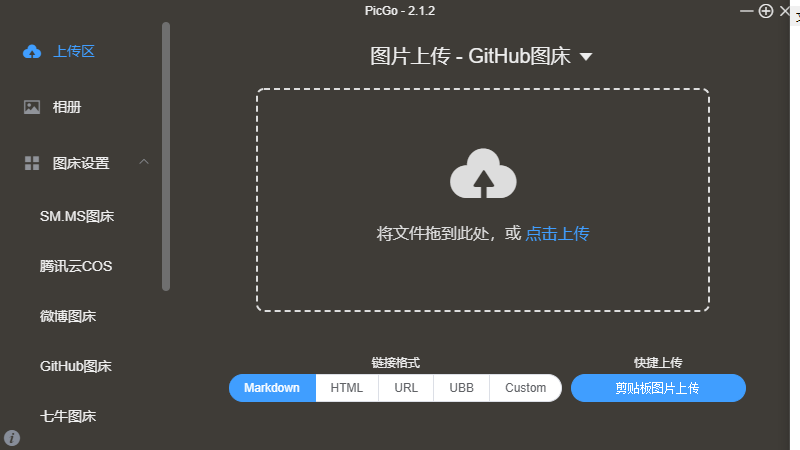 PicGo - 2.1.2
上传区
相册
图床设置
SM.MS图床
腾讯云COS
微博图床
GitHub图床
七牛图床
图片上传 - GitHub图床
将文件拖到此处，或 点击上传
链接格式
Markdown HTML URL UBB Custom
快捷上传
剪贴板图片上传